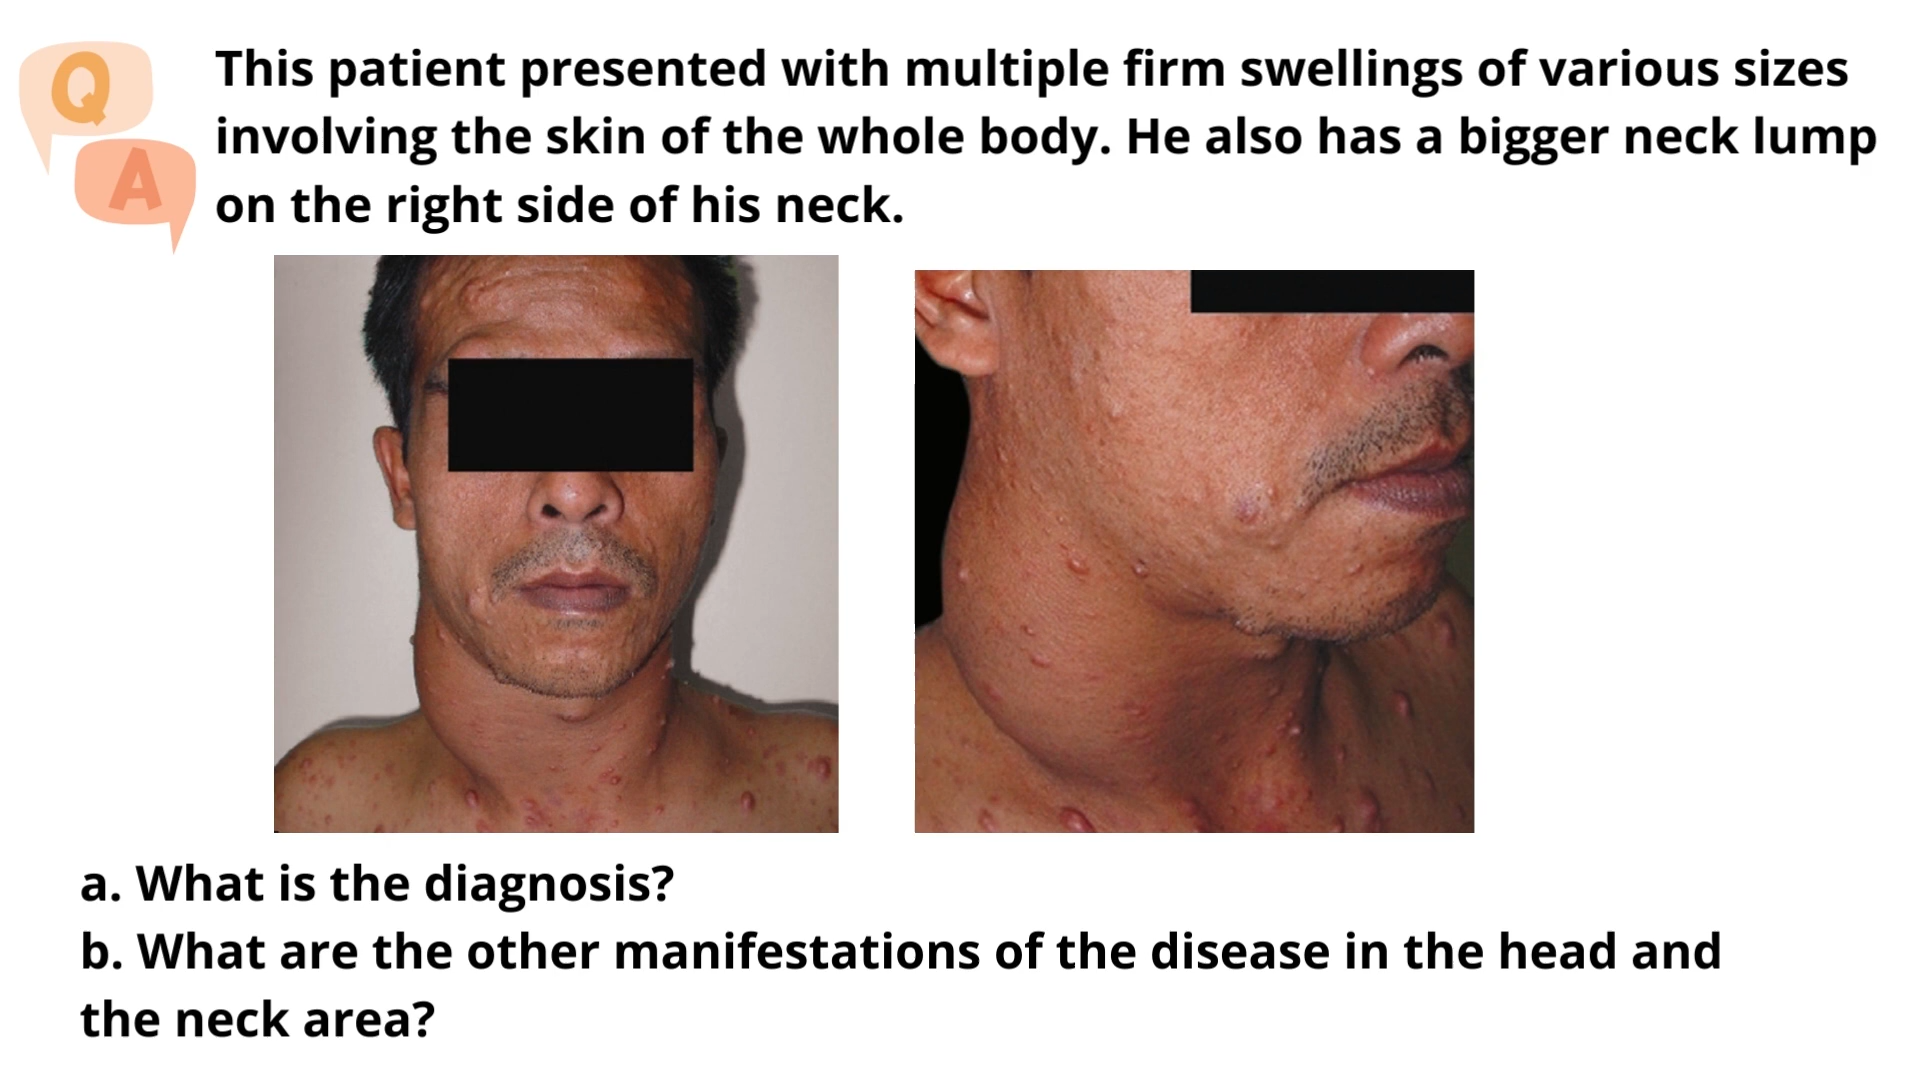 Q
A
This patient presented with multiple firm swellings of various sizes
involving the skin of the whole body. He also has a bigger neck lump
on the right side of his neck.
a. What is the diagnosis?
b. What are the other manifestations of the disease in the head and
the neck area?